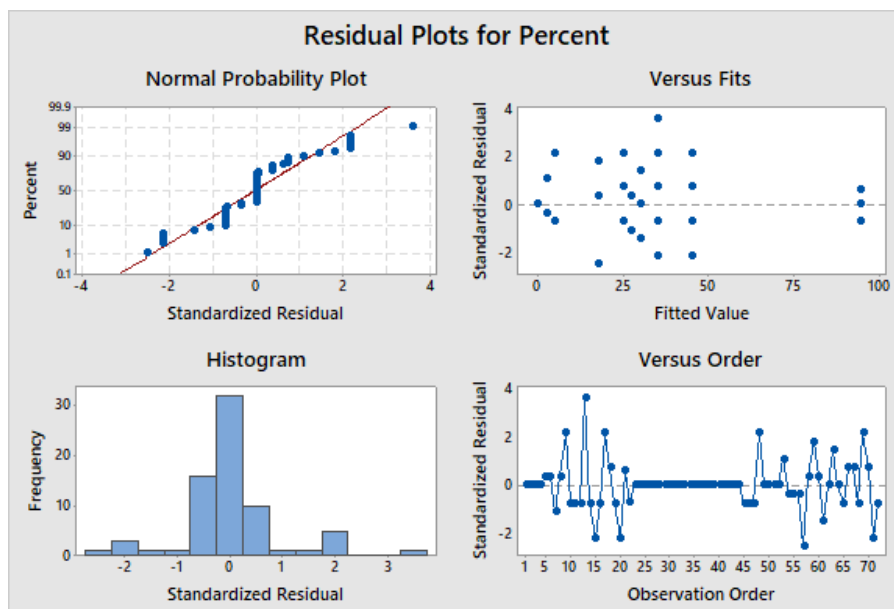 Residual Plots for Percent
Normal Probability Plot
99.9
99
90
50
10
1
0.1
Percent
-4 -2 0 2 4
Standardized Residual
Versus Fits
4
2
0
-2
Standardized Residual
0 25 50 75 100
Fitted Value
Histogram
30
20
10
0
Frequency
-2 -1 0 1 2 3
Standardized Residual
Versus Order
4
2
0
-2
Standardized Residual
1 5 10 15 20 25 30 35 40 45 50 55 60 65 70
Observation Order